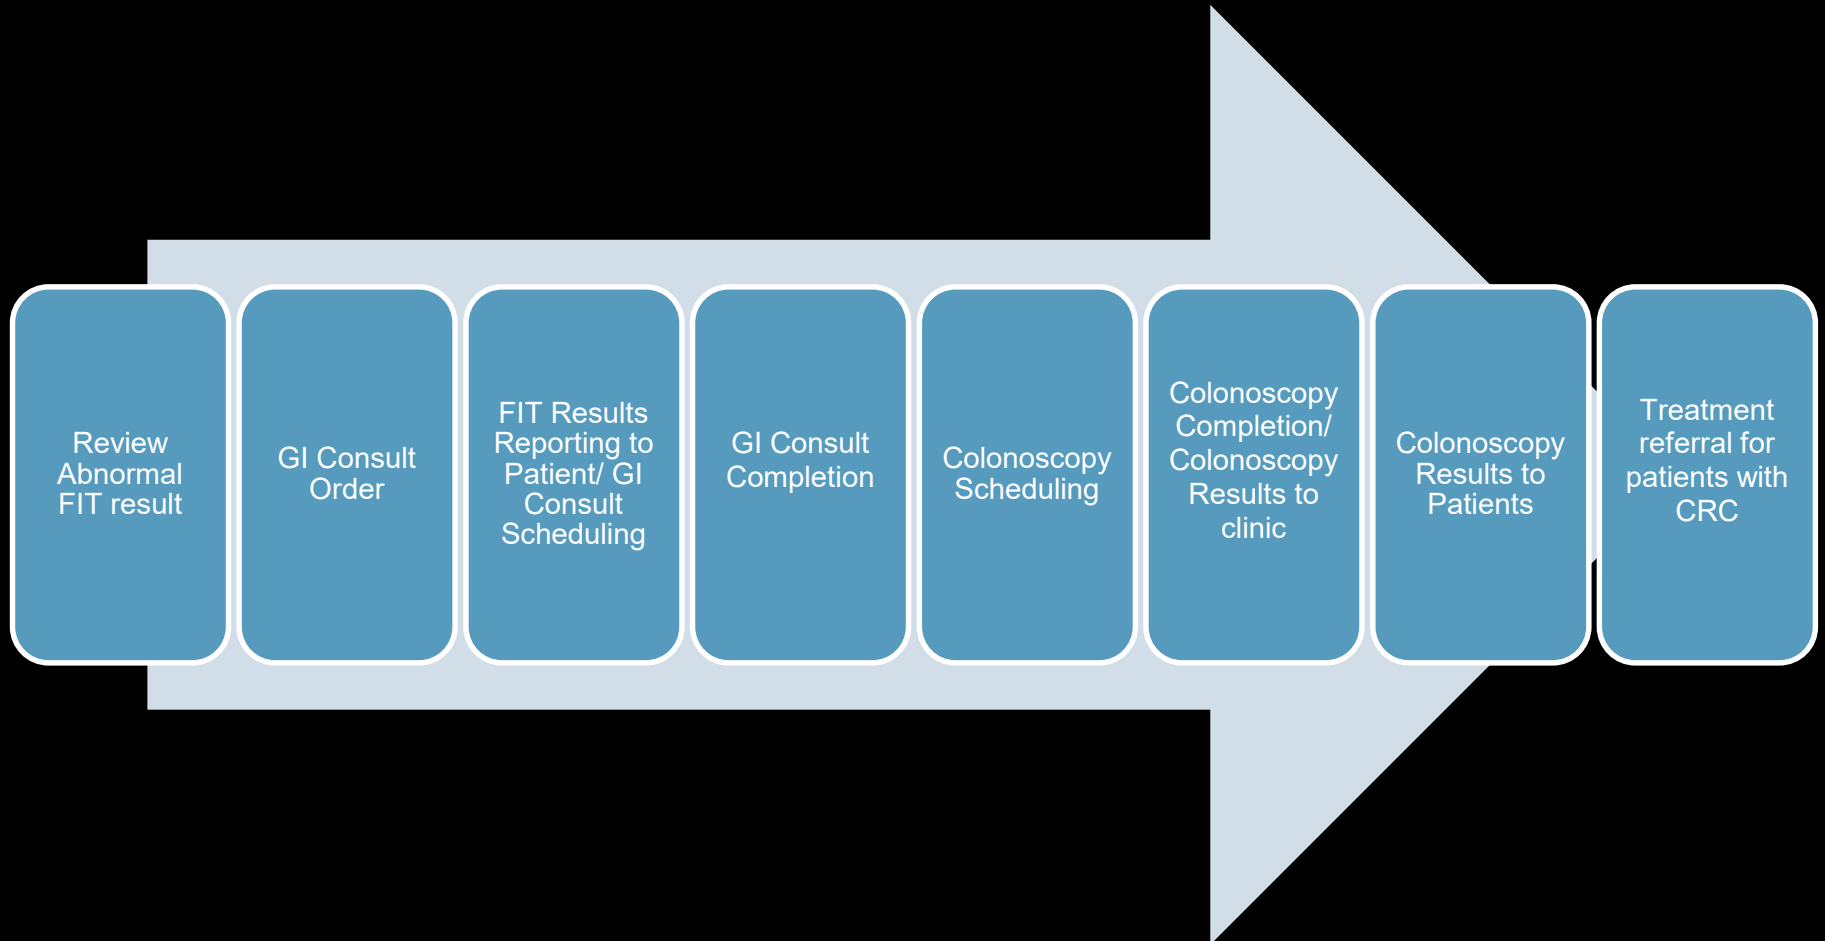 Review
Abnormal
FIT result
GI Consult
Order
FIT Results
Reporting to
Patient/ GI
Consult
Scheduling
GI Consult
Completion
Colonoscopy
Scheduling
Colonoscopy
Completion/
Colonoscopy
Results to
clinic
Colonoscopy
Results to
Patients
Treatment
referral for
patients with
CRC